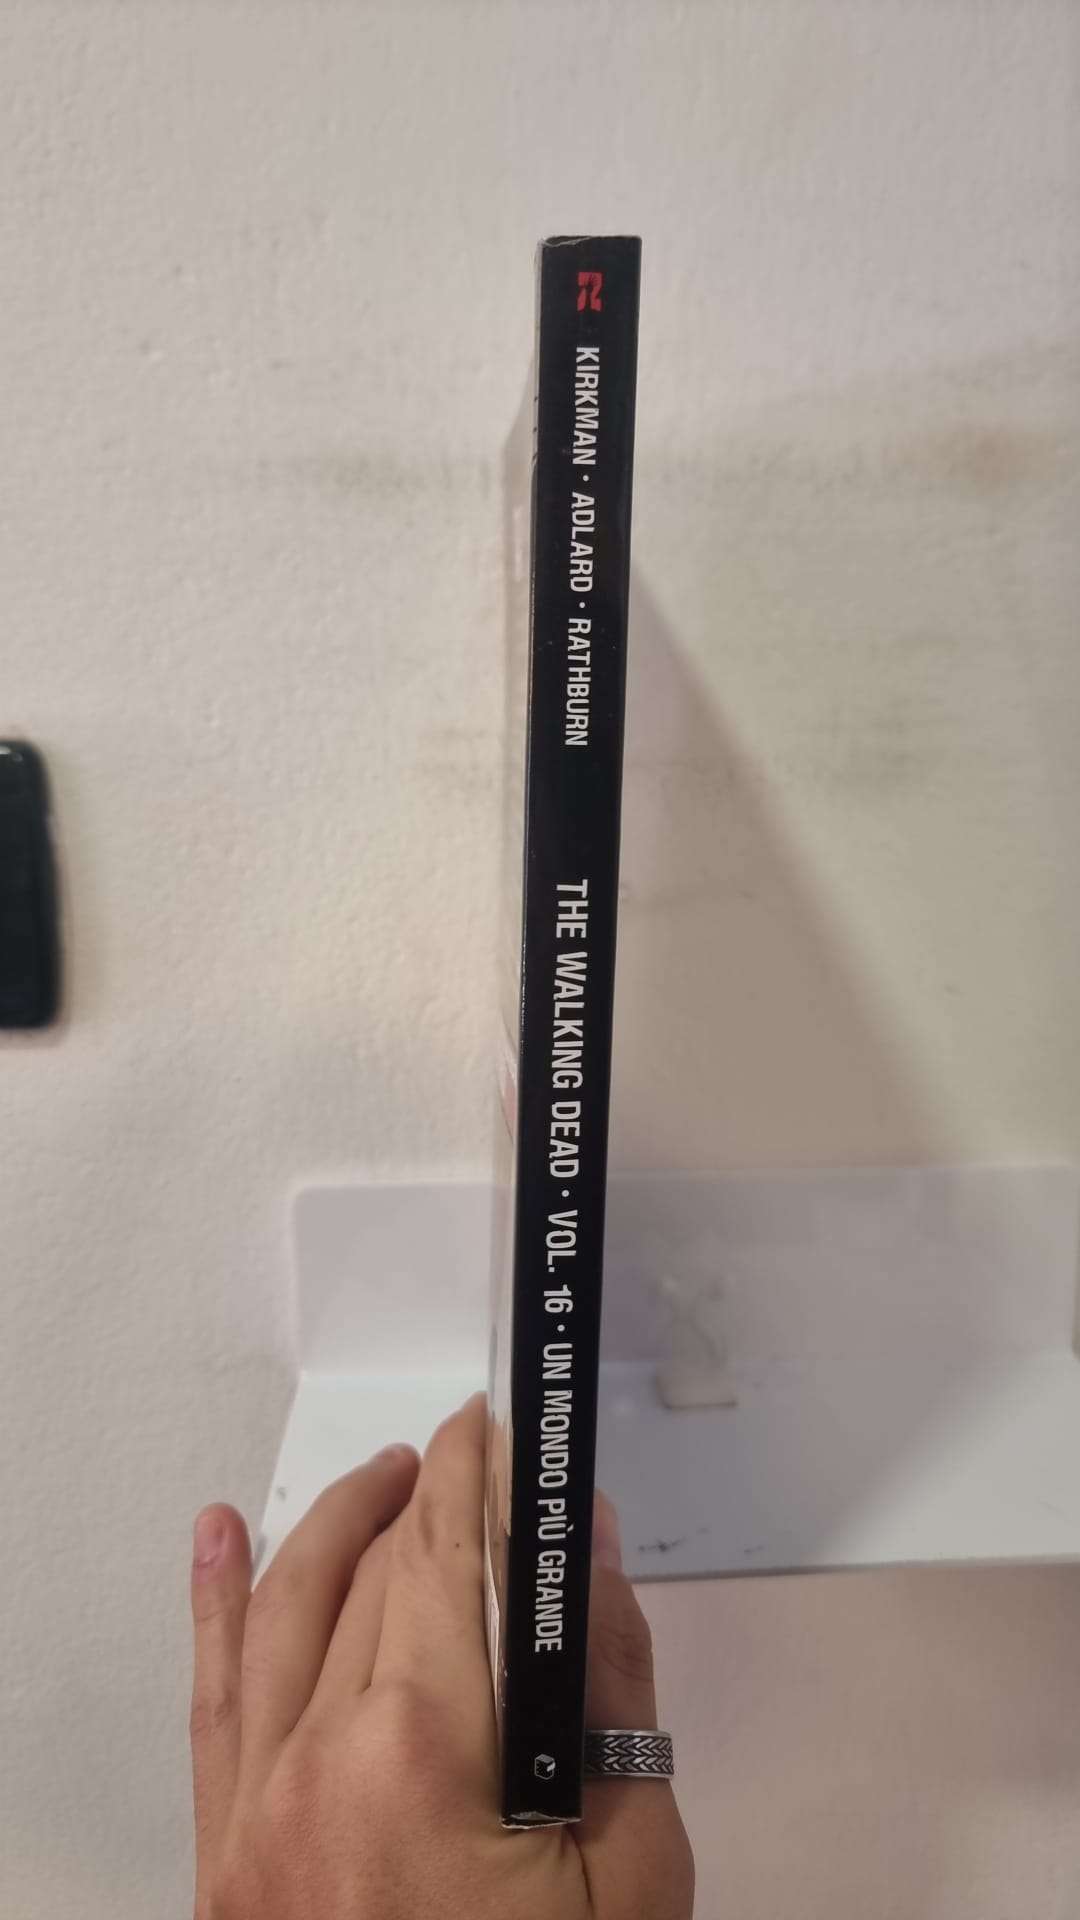 KIRKMAN · ADLARD · RATHBURN
THE WALKING DEAD · VOL. 16 · UN MONDO PIÙ GRANDE